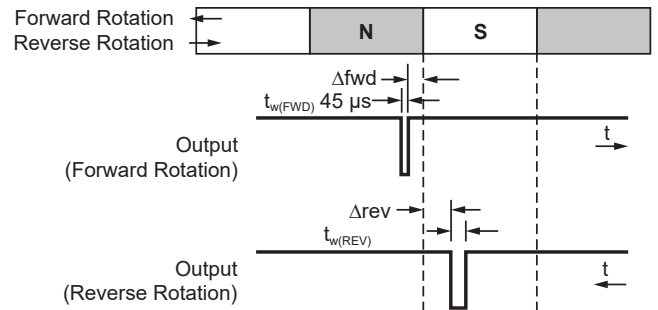 Forward Rotation
Reverse Rotation
N
S
Δfwd
tw(FWD) 45 µs
Output
(Forward Rotation)
t
Δrev
tw(REV)
Output
(Reverse Rotation)
t